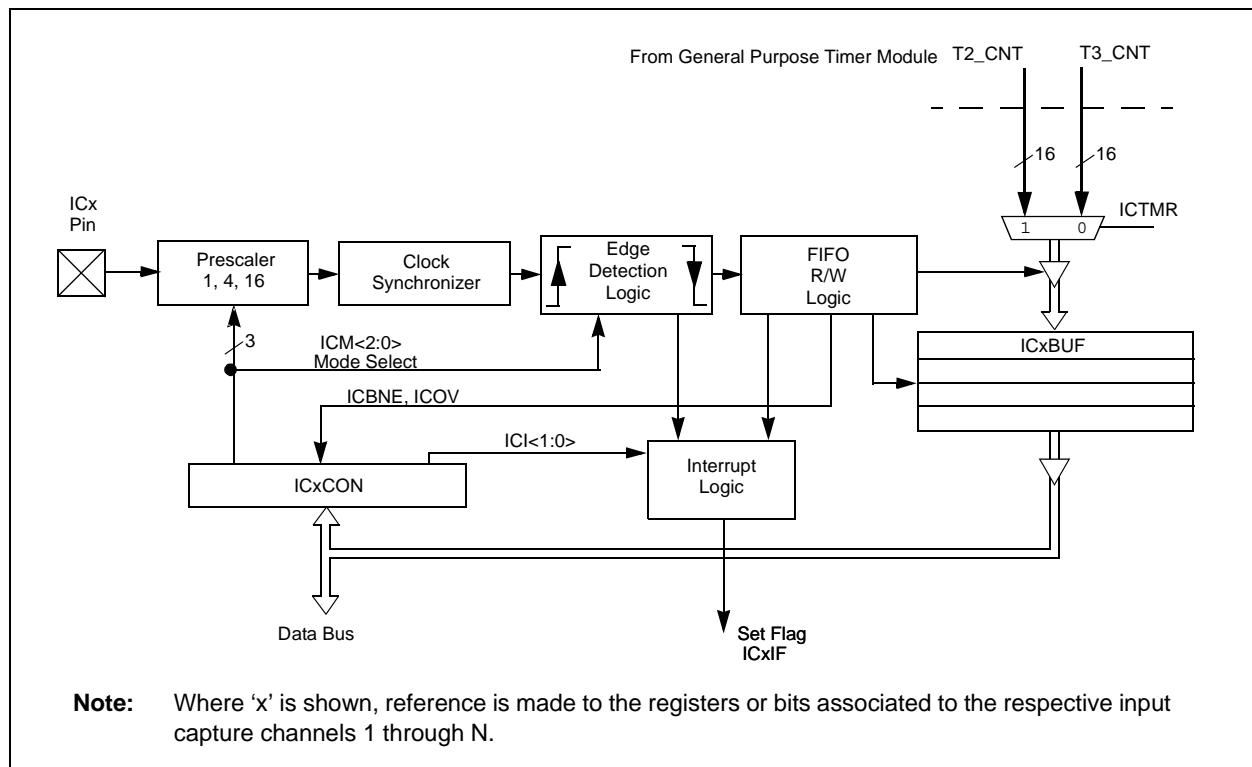 From General Purpose Timer Module
T2_CNT
T3_CNT
16
16
ICx
Pin
1
0
ICTMR
Prescaler
1, 4, 16
Clock
Synchronizer
Edge
Detection
Logic
FIFO
R/W
Logic
3
ICM<2:0>
Mode Select
ICxBUF
ICBNE, ICOV
ICI<1:0>
ICxCON
Interrupt
Logic
Data Bus
Set Flag
ICxIF
Note: Where ‘x’ is shown, reference is made to the registers or bits associated to the respective input
capture channels 1 through N.